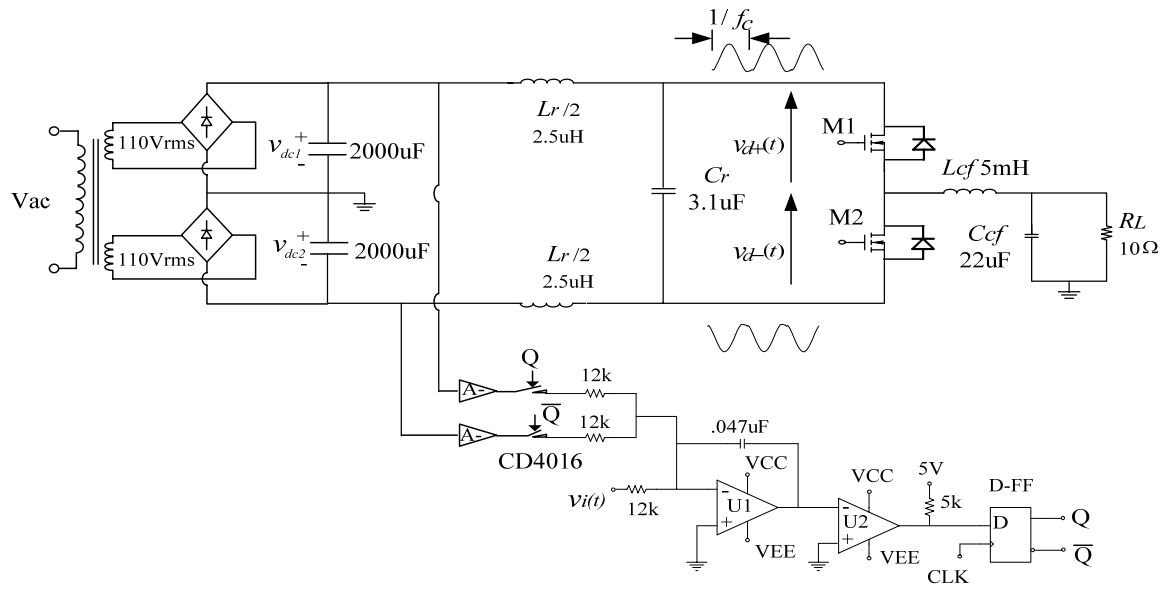 1/ fc
Lr /2
2.5uH
110Vrms
vdc1
+
-
2000uF
M1
vd+(t)
Lcf 5mH
Vac
Cr
3.1uF
M2
vd–(t)
Ccf
22uF
RL
10Ω
110Vrms
vdc2
+
-
2000uF
Lr /2
2.5uH
Q
A-
12k
Q̅
A-
12k
CD4016
.047uF
VCC
vi(t)
12k
-
U1
+
VEE
VCC
-
U2
+
VEE
5V
5k
D-FF
D
Q
Q̅
CLK